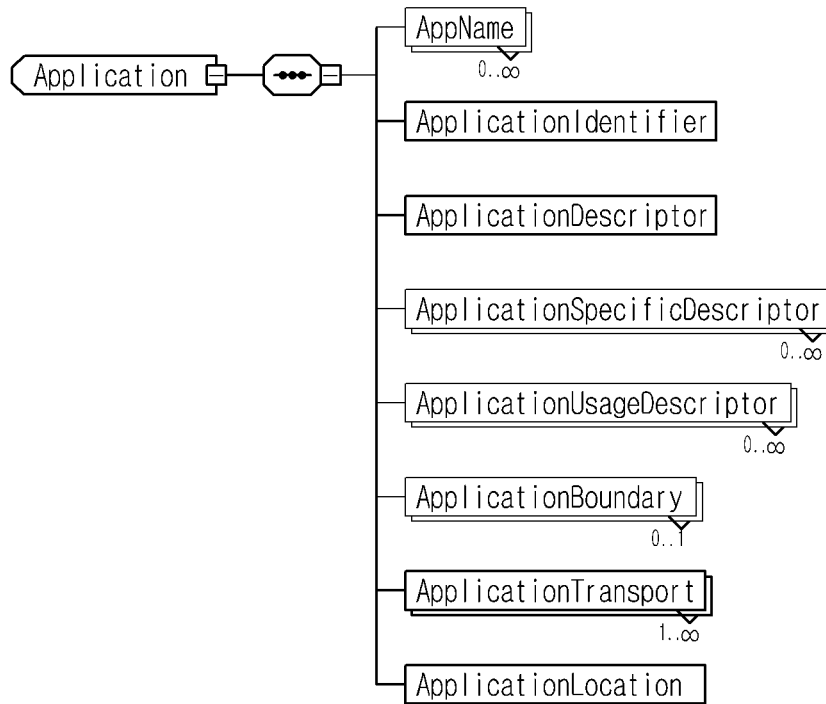 AppName
0..∞
Application
ApplicationIdentifier
ApplicationDescriptor
ApplicationSpecificDescriptor
0..∞
ApplicationUsageDescriptor
0..∞
ApplicationBoundary
0..1
ApplicationTransport
1..∞
ApplicationLocation